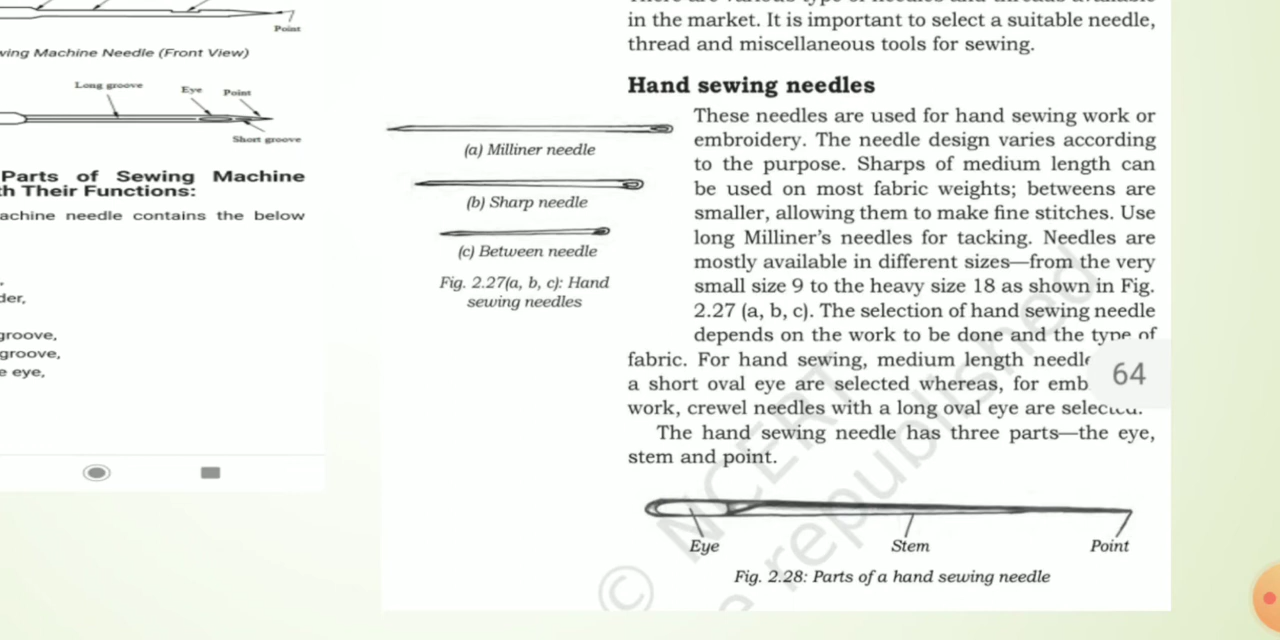 Point
wing Machine Needle (Front View)
Long groove
Eye
Point
Short groove
Parts of Sewing Machine
th Their Functions:
achine needle contains the below
der,
groove,
groove,
e eye,
in the market. It is important to select a suitable needle,
thread and miscellaneous tools for sewing.
Hand sewing needles
These needles are used for hand sewing work or
embroidery. The needle design varies according
to the purpose. Sharps of medium length can
be used on most fabric weights; betweens are
smaller, allowing them to make fine stitches. Use
long Milliner's needles for tacking. Needles are
mostly available in different sizes—from the very
small size 9 to the heavy size 18 as shown in Fig.
2.27 (a, b, c). The selection of hand sewing needle
depends on the work to be done and the type of
fabric. For hand sewing, medium length needle
a short oval eye are selected whereas, for emb
work, crewel needles with a long oval eye are selected.
The hand sewing needle has three parts—the eye,
stem and point.
(a) Milliner needle
(b) Sharp needle
(c) Between needle
Fig. 2.27(a, b, c): Hand
sewing needles
64
Eye
Stem
Point
Fig. 2.28: Parts of a hand sewing needle
© NCERT
republished